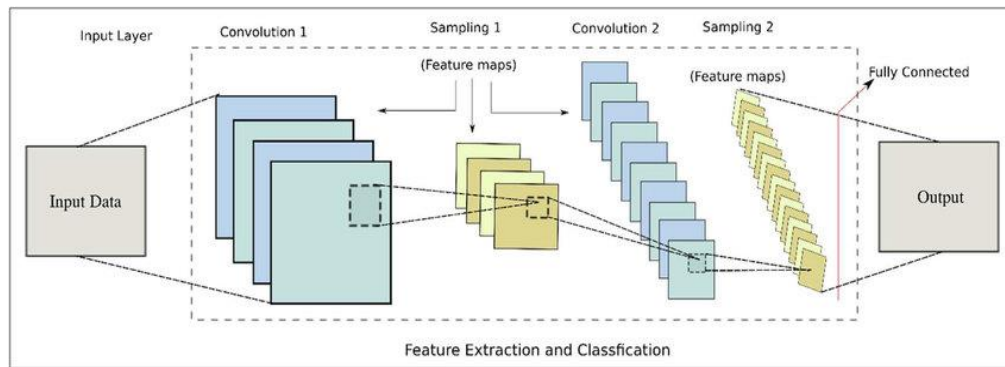 Input Layer
Convolution 1
Sampling 1
Convolution 2
Sampling 2
(Feature maps)
(Feature maps)
Fully Connected
Input Data
Output
Feature Extraction and Classfication